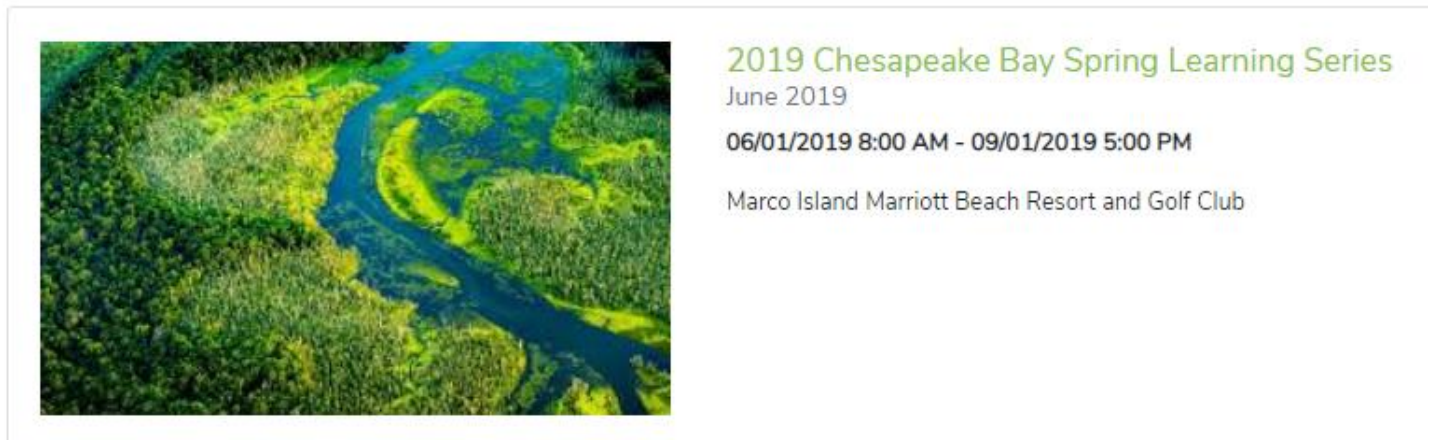 2019 Chesapeake Bay Spring Learning Series
June 2019
06/01/2019 8:00 AM - 09/01/2019 5:00 PM
Marco Island Marriott Beach Resort and Golf Club